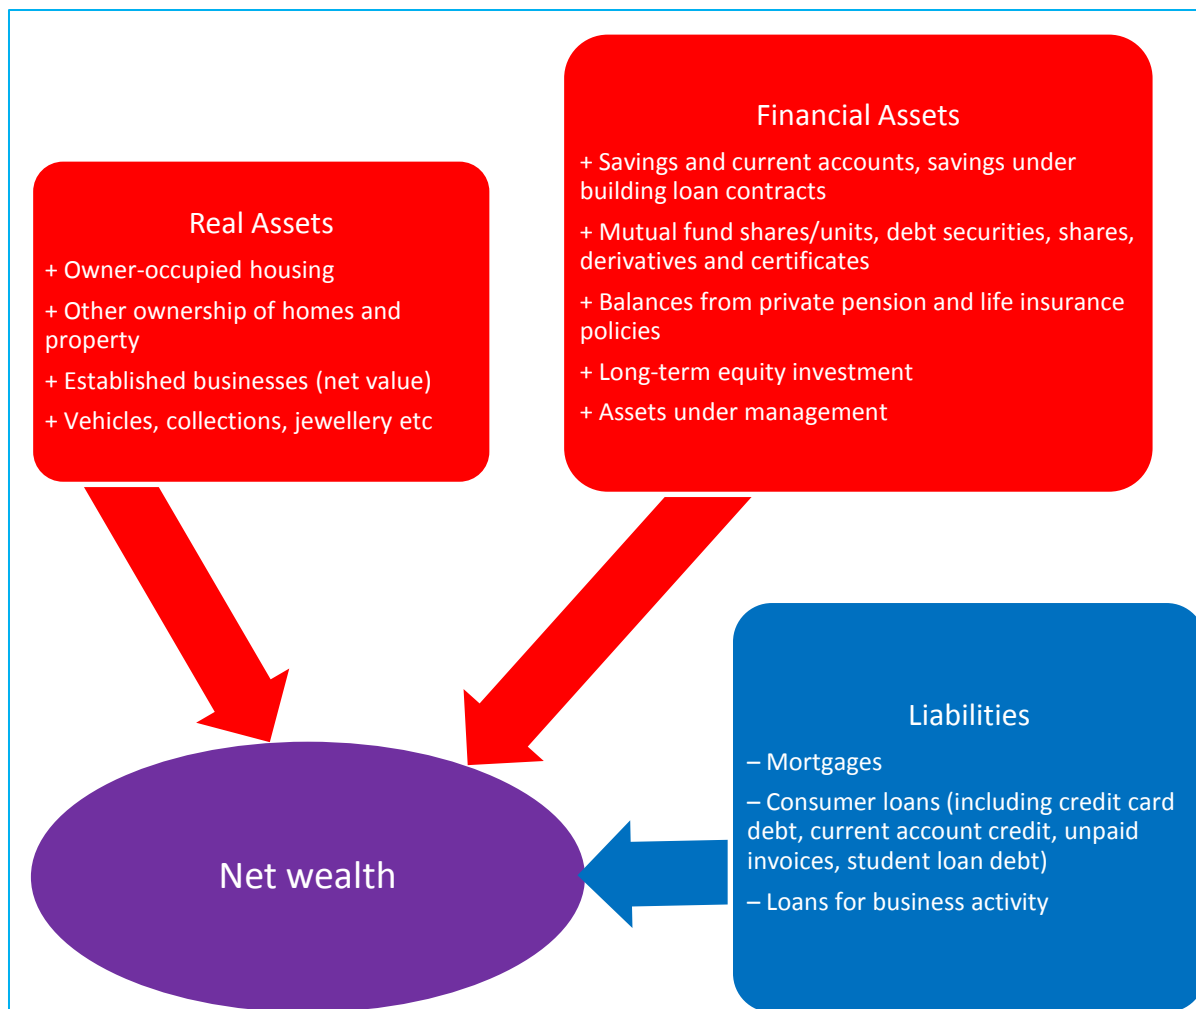 Real Assets
+ Owner-occupied housing
+ Other ownership of homes and
property
+ Established businesses (net value)
+ Vehicles, collections, jewellery etc
Financial Assets
+ Savings and current accounts, savings under
building loan contracts
+ Mutual fund shares/units, debt securities, shares,
derivatives and certificates
+ Balances from private pension and life insurance
policies
+ Long-term equity investment
+ Assets under management
Net wealth
Liabilities
– Mortgages
– Consumer loans (including credit card
debt, current account credit, unpaid
invoices, student loan debt)
– Loans for business activity